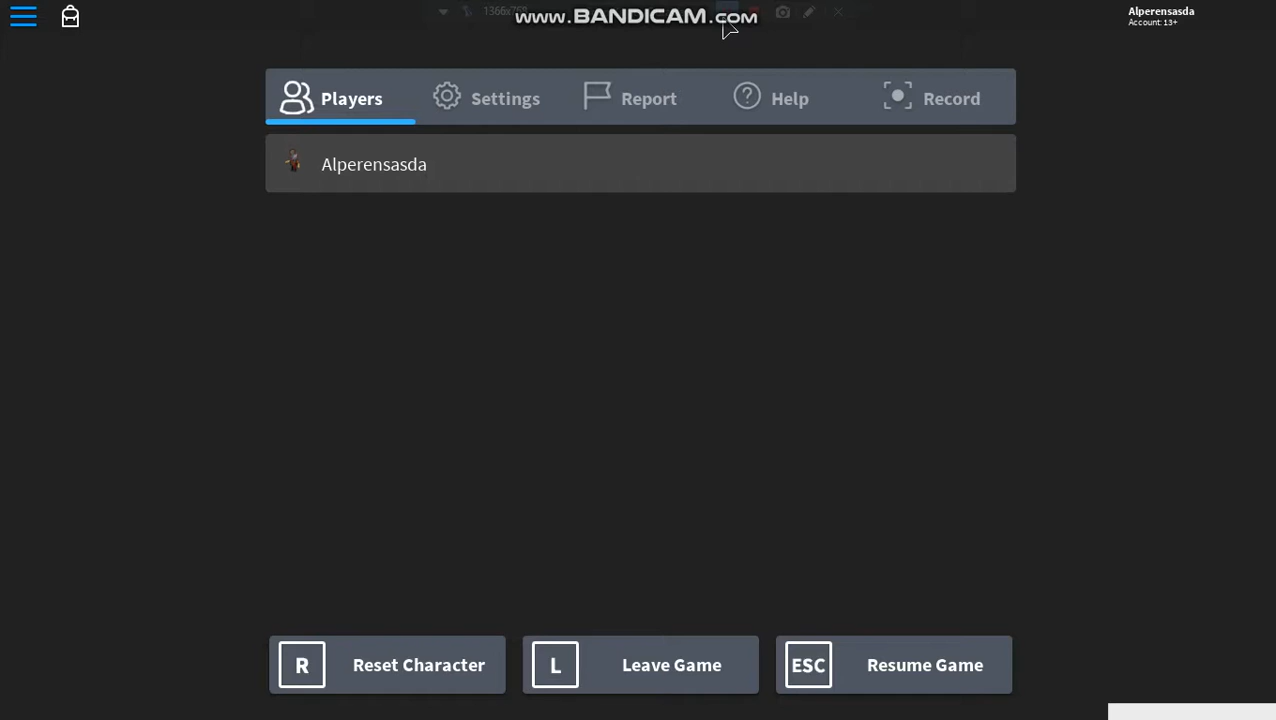 1366x768
www.BANDICAM.COM
Alperensasda
Account: 13+
Players
Settings
Report
Help
Record
Alperensasda
R Reset Character
L Leave Game
ESC Resume Game